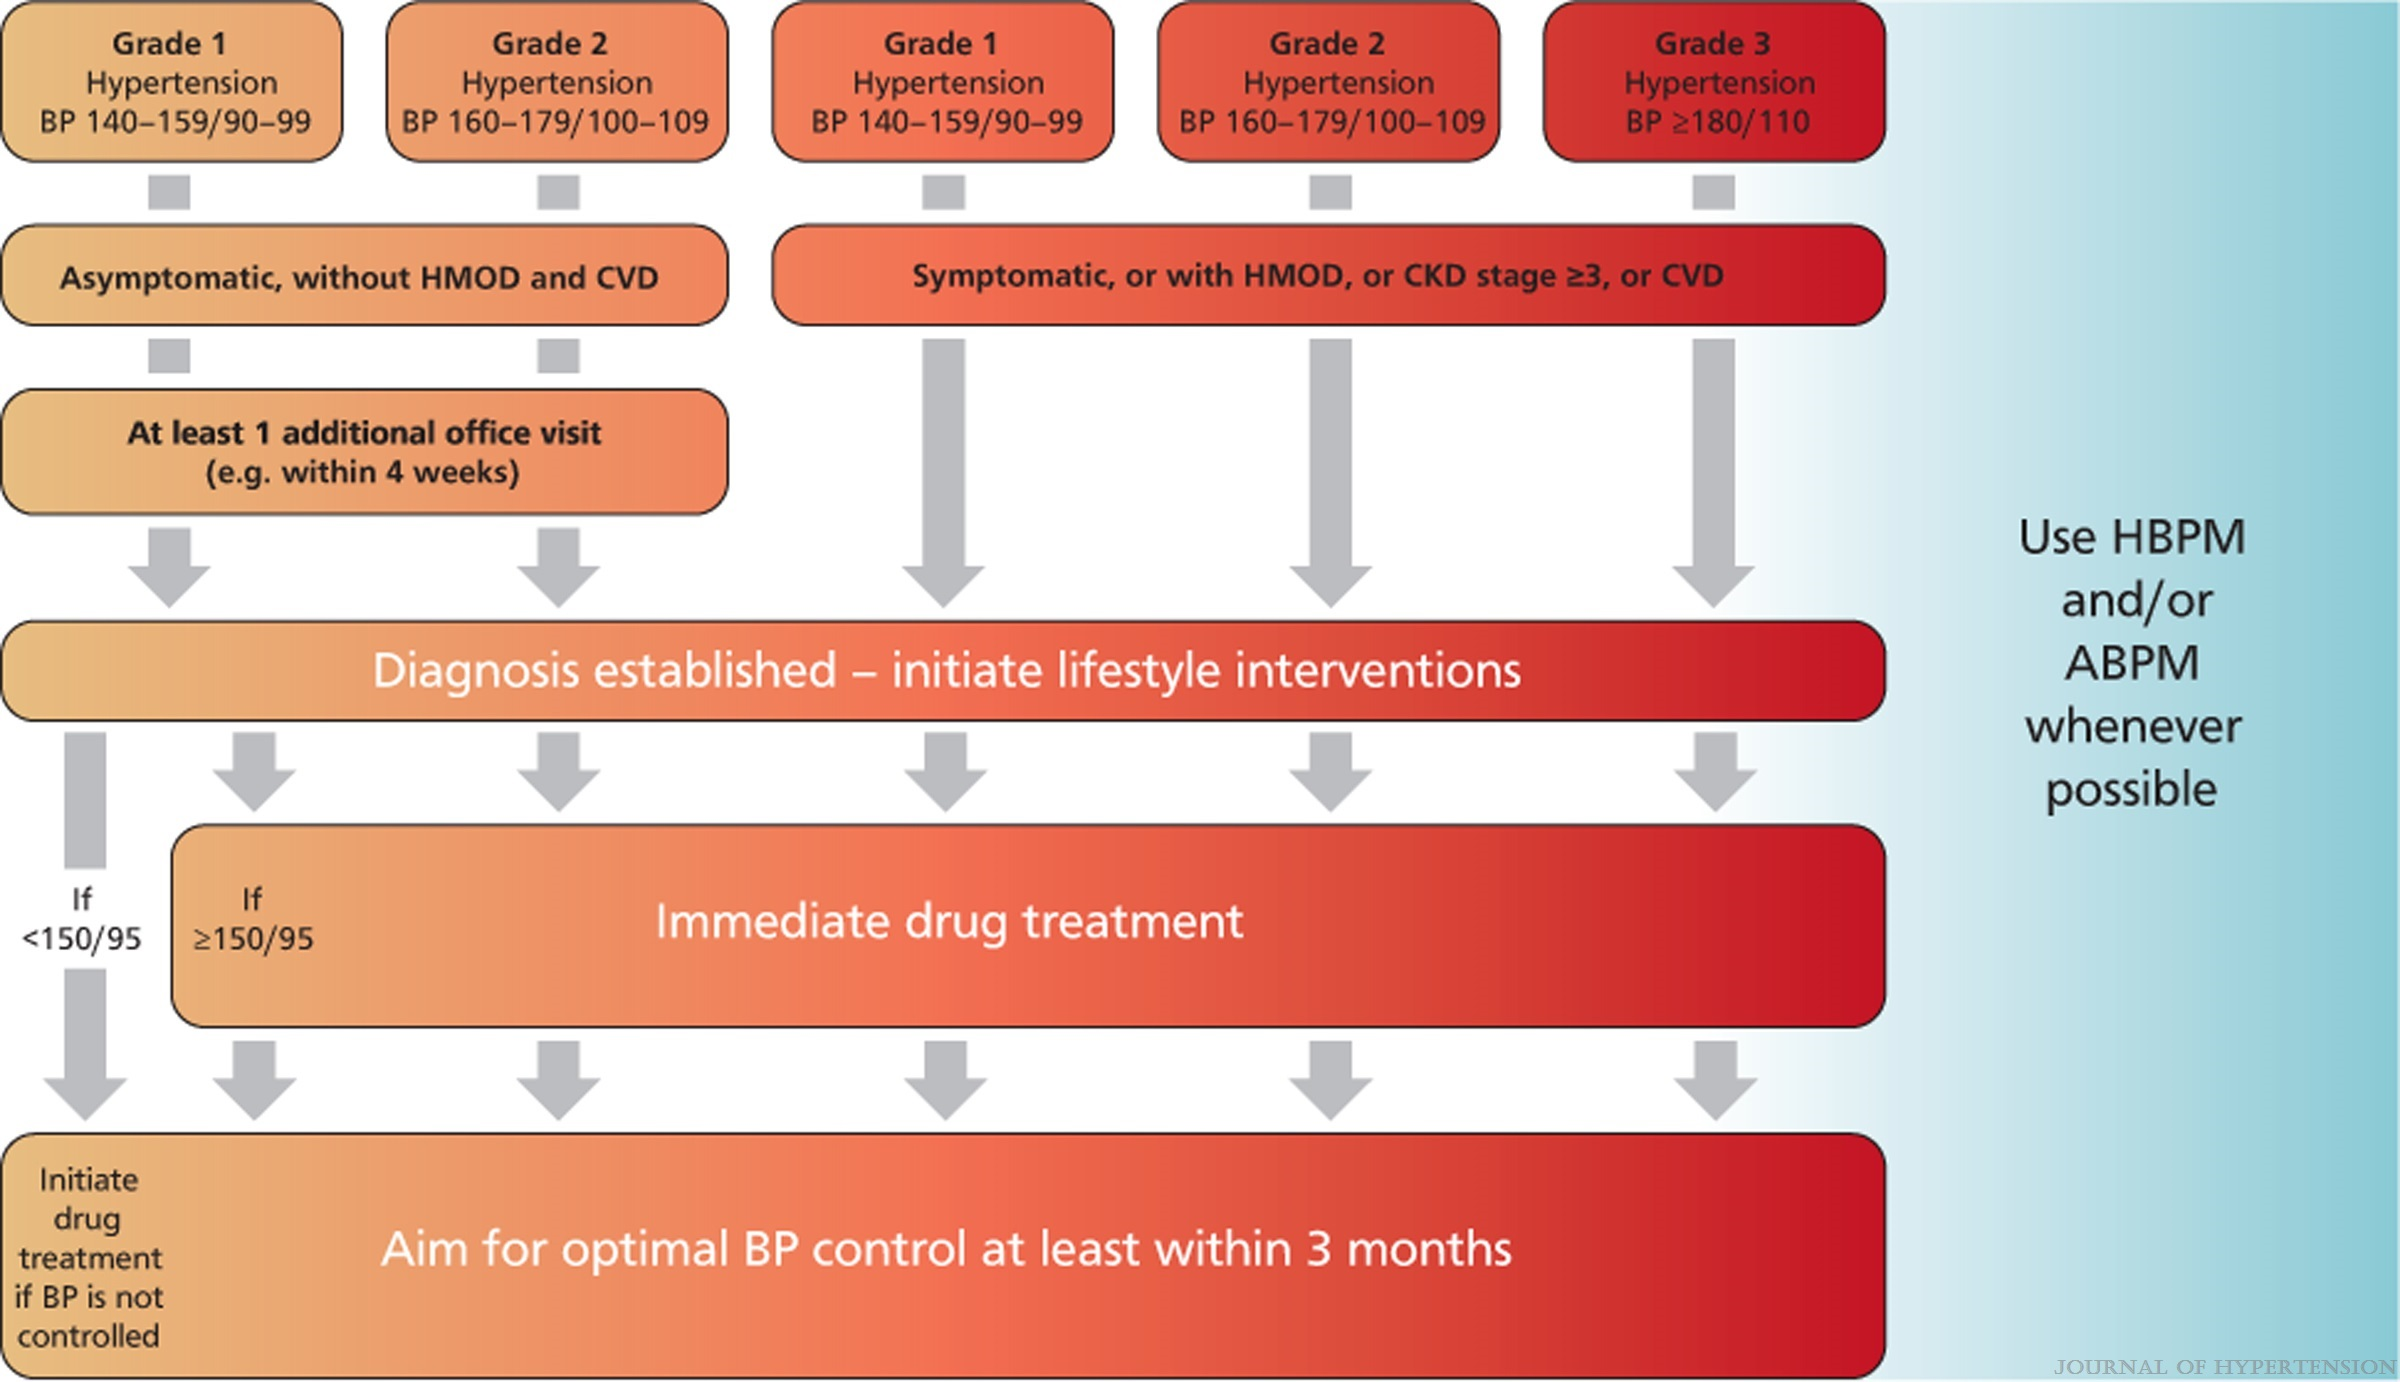 Grade 1
Hypertension
BP 140–159/90–99
Grade 2
Hypertension
BP 160–179/100–109
Grade 1
Hypertension
BP 140–159/90–99
Grade 2
Hypertension
BP 160–179/100–109
Grade 3
Hypertension
BP ≥180/110
Asymptomatic, without HMOD and CVD
Symptomatic, or with HMOD, or CKD stage ≥3, or CVD
At least 1 additional office visit
(e.g. within 4 weeks)
Diagnosis established – initiate lifestyle interventions
If
<150/95
If
≥150/95
Immediate drug treatment
Initiate
drug
treatment
if BP is not
controlled
Aim for optimal BP control at least within 3 months
Use HBPM
and/or
ABPM
whenever
possible
JOURNAL OF HYPERTENSION